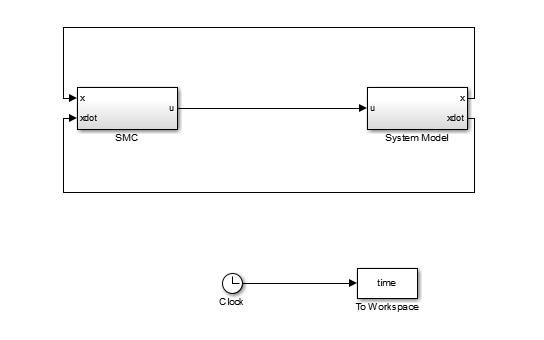 x
xdot
u
SMC
u
x
xdot
System Model
Clock
time
To Workspace